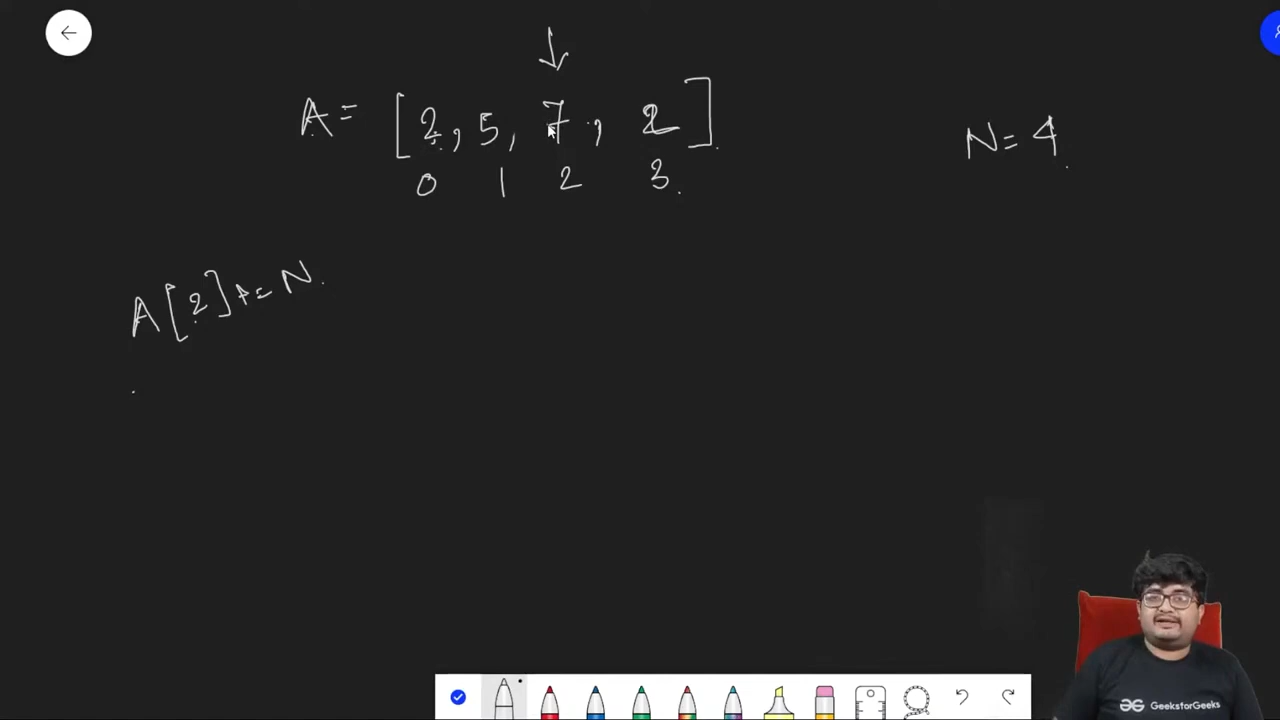 A = [2, 5, 7, 2]
N = 4
0 1 2 3
A[2] += N
GeeksforGeeks